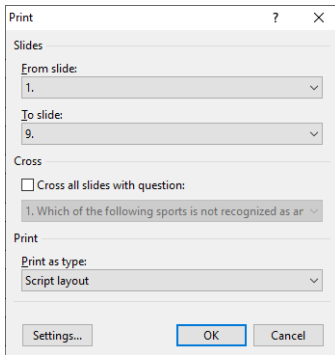 Print
Slides
From slide:
1.
To slide:
9.
Cross
Cross all slides with question:
1. Which of the following sports is not recognized as ar
Print
Print as type:
Script layout
Settings...
OK
Cancel